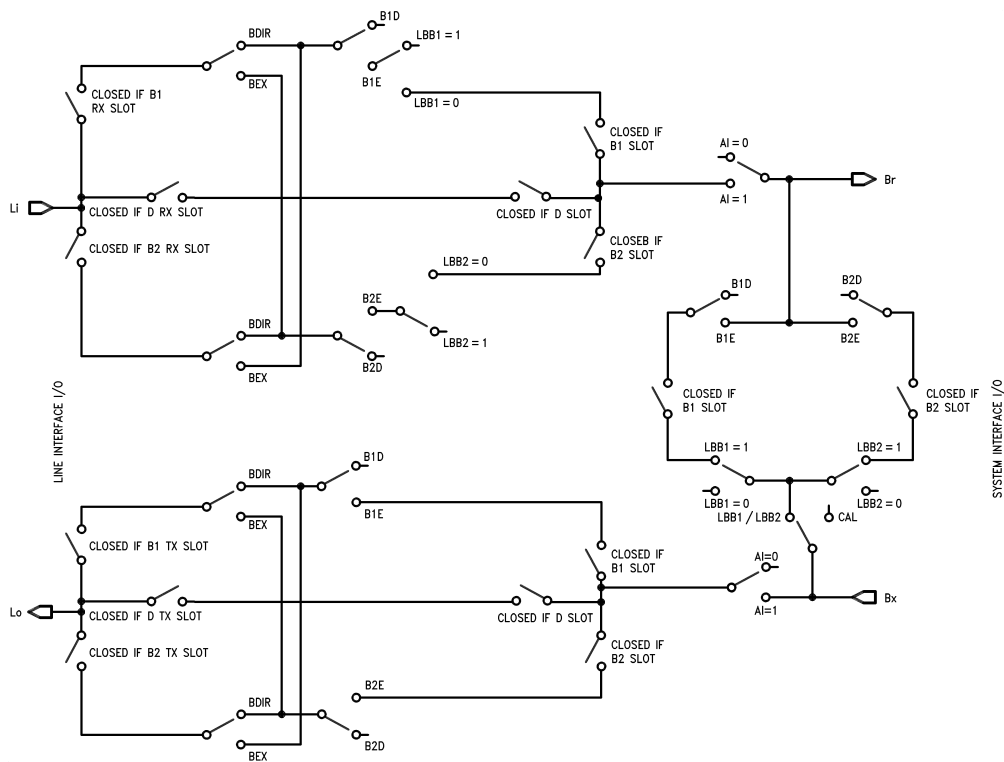 B1D
BDIR
LBB1 = 1
BEX
B1E
CLOSED IF B1
RX SLOT
LBB1 = 0
CLOSED IF
B1 SLOT
AI = 0
Br
AI = 1
Li
CLOSED IF D RX SLOT
CLOSED IF D SLOT
CLOSED IF B2 RX SLOT
CLOSEB IF
B2 SLOT
LBB2 = 0
B2E
B1D
B2D
BDIR
LBB2 = 1
B1E
B2E
B2D
BEX
LINE INTERFACE I/O
CLOSED IF
B1 SLOT
CLOSED IF
B2 SLOT
SYSTEM INTERFACE I/O
LBB1 = 1
LBB2 = 1
B1D
BDIR
BEX
B1E
LBB1 = 0
LBB2 = 0
LBB1 / LBB2
CAL
CLOSED IF B1 TX SLOT
CLOSED IF
B1 SLOT
AI=0
Lo
CLOSED IF D TX SLOT
CLOSED IF D SLOT
AI=1
Bx
CLOSED IF B2 TX SLOT
CLOSED IF
B2 SLOT
B2E
BDIR
B2D
BEX